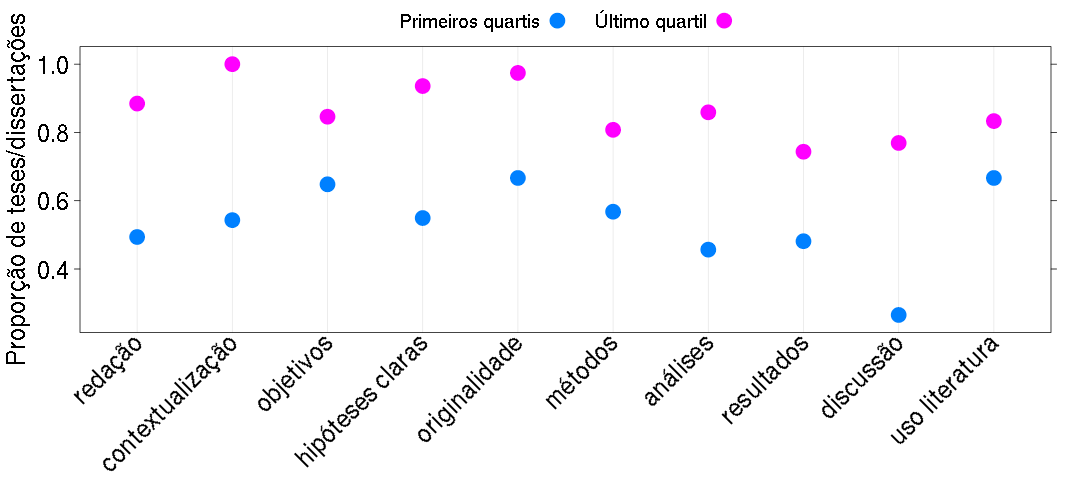 Primeiros quartis
Último quartil
Proporção de teses/dissertações
1.0
0.8
0.6
0.4
redação
contextualização
objetivos
hipóteses claras
originalidade
métodos
análises
resultados
discussão
uso literatura